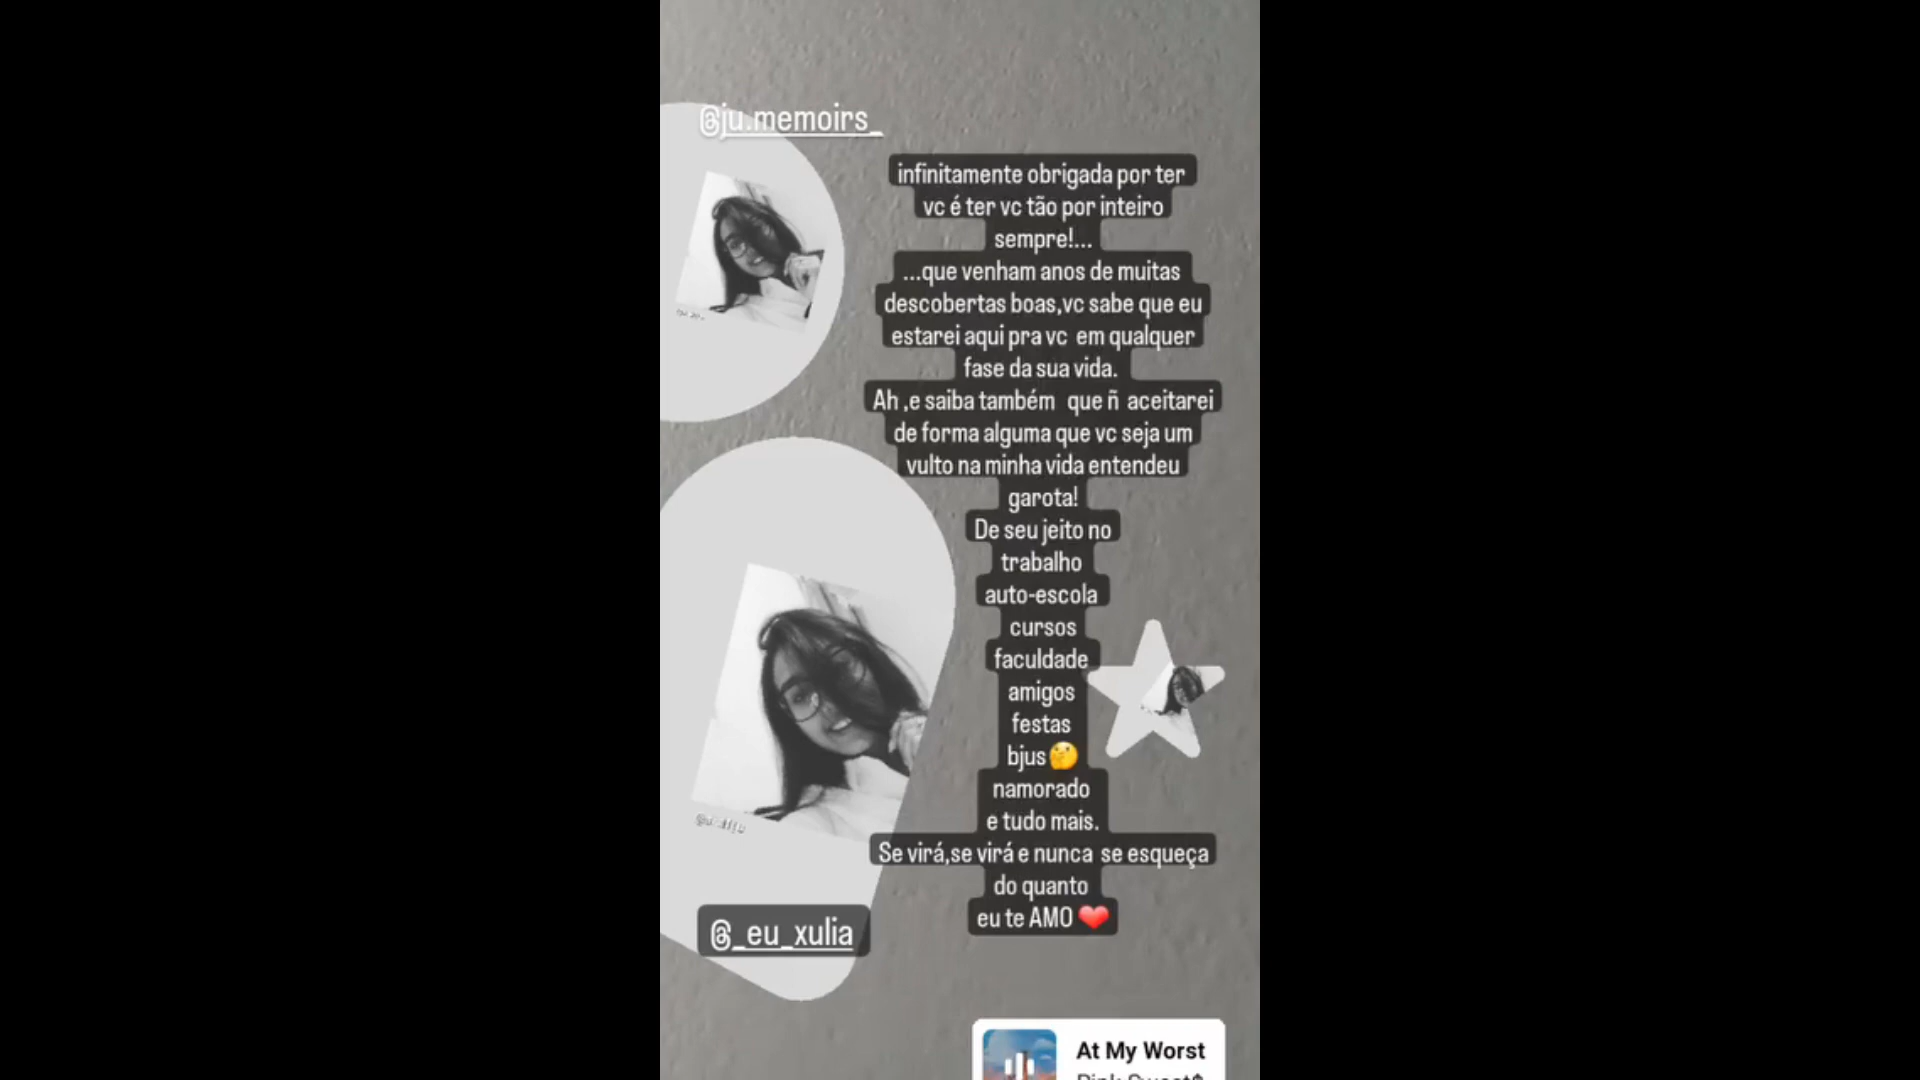 @ju.memoirs_
infinitamente obrigada por ter
vc é ter vc tão por inteiro
sempre!...
...que venham anos de muitas
descobertas boas,vc sabe que eu
estarei aqui pra vc em qualquer
fase da sua vida.
Ah ,e saiba também que ñ aceitarei
de forma alguma que vc seja um
vulto na minha vida entendeu
garota!
De seu jeito no
trabalho
auto-escola
cursos
faculdade
amigos
festas
bjus🤔
namorado
e tudo mais.
Se virá,se virá e nunca se esqueça
do quanto
eu te AMO ❤️
@_eu_xulia
At My Worst
Pink Sweat$